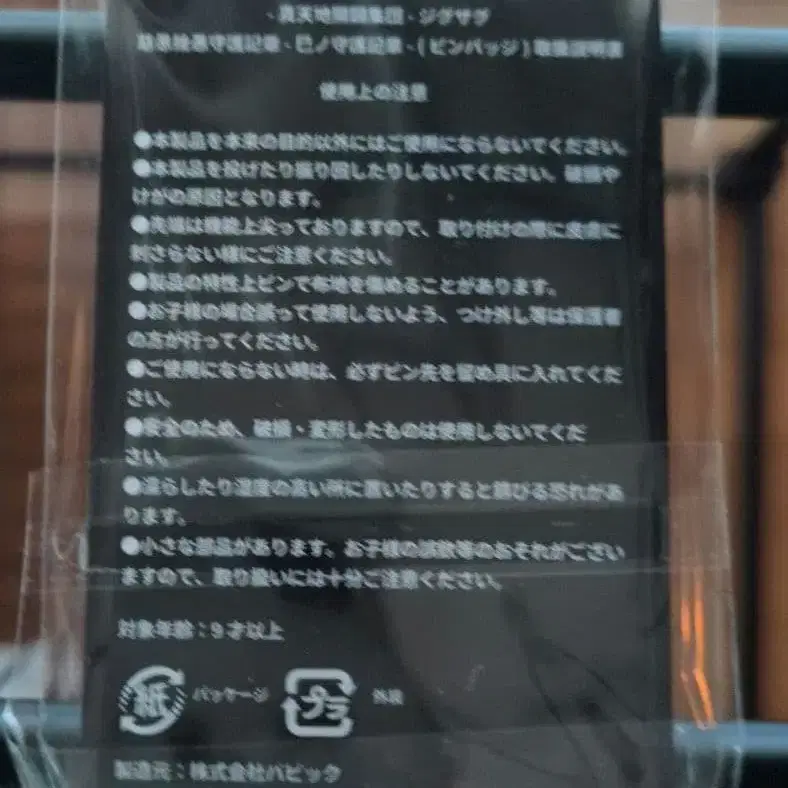 - 真天地開闢集団 - ジグザグ
守護記章 - 巳ノ守護記章 - ( ピンバッジ ) 取扱説明書
使用上の注意
●本製品を本来の目的以外にはご使用にならないでください。
●本製品を投げたり振り回したりしないでください。破損や
けがの原因となります。
●先端は機能上尖っておりますので、取り付けの際に皮膚に
刺さらない様にご注意ください。
●製品の特性上ピンで布地を傷めることがあります。
●お子様の場合誤って使用しないよう、つけ外し等は保護者
の方が行ってください。
●ご使用にならない時は、必ずピン先を留め具に入れてくだ
さい。
●安全のため、破損・変形したものは使用しないでくだ
さい。
●濡らしたり湿度の高い所に置いたりすると錆びる恐れがあ
ります。
●小さな部品があります。お子様の誤飲等のおそれがござい
ますので、取り扱いには十分ご注意ください。
対象年齢：9 才以上
紙 パッケージ プラ 外装
製造元：株式会社バビック